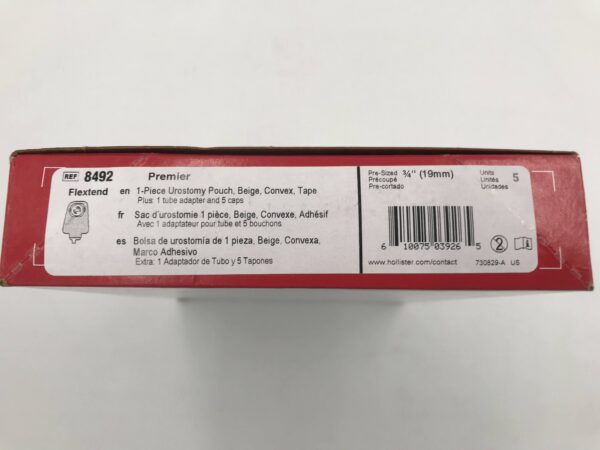 REF 8492 Premier
Flextend en 1-Piece Urostomy Pouch, Beige, Convex, Tape
Plus: 1 tube adapter and 5 caps
fr Sac d'urostomie 1 pièce, Beige, Convexe, Adhésif
Avec 1 adaptateur pour tube et 5 bouchons
es Bolsa de urostomía de 1 pieza, Beige, Convexa,
Marco Adhesivo
Extra: 1 Adaptador de Tubo y 5 Tapones
Pre-Sized
Précoupé
Pre-cortado
¾" (19mm)
Units
Unités
Unidades
5
6 10075 03926 5
2
www.hollister.com/contact 730829-A US